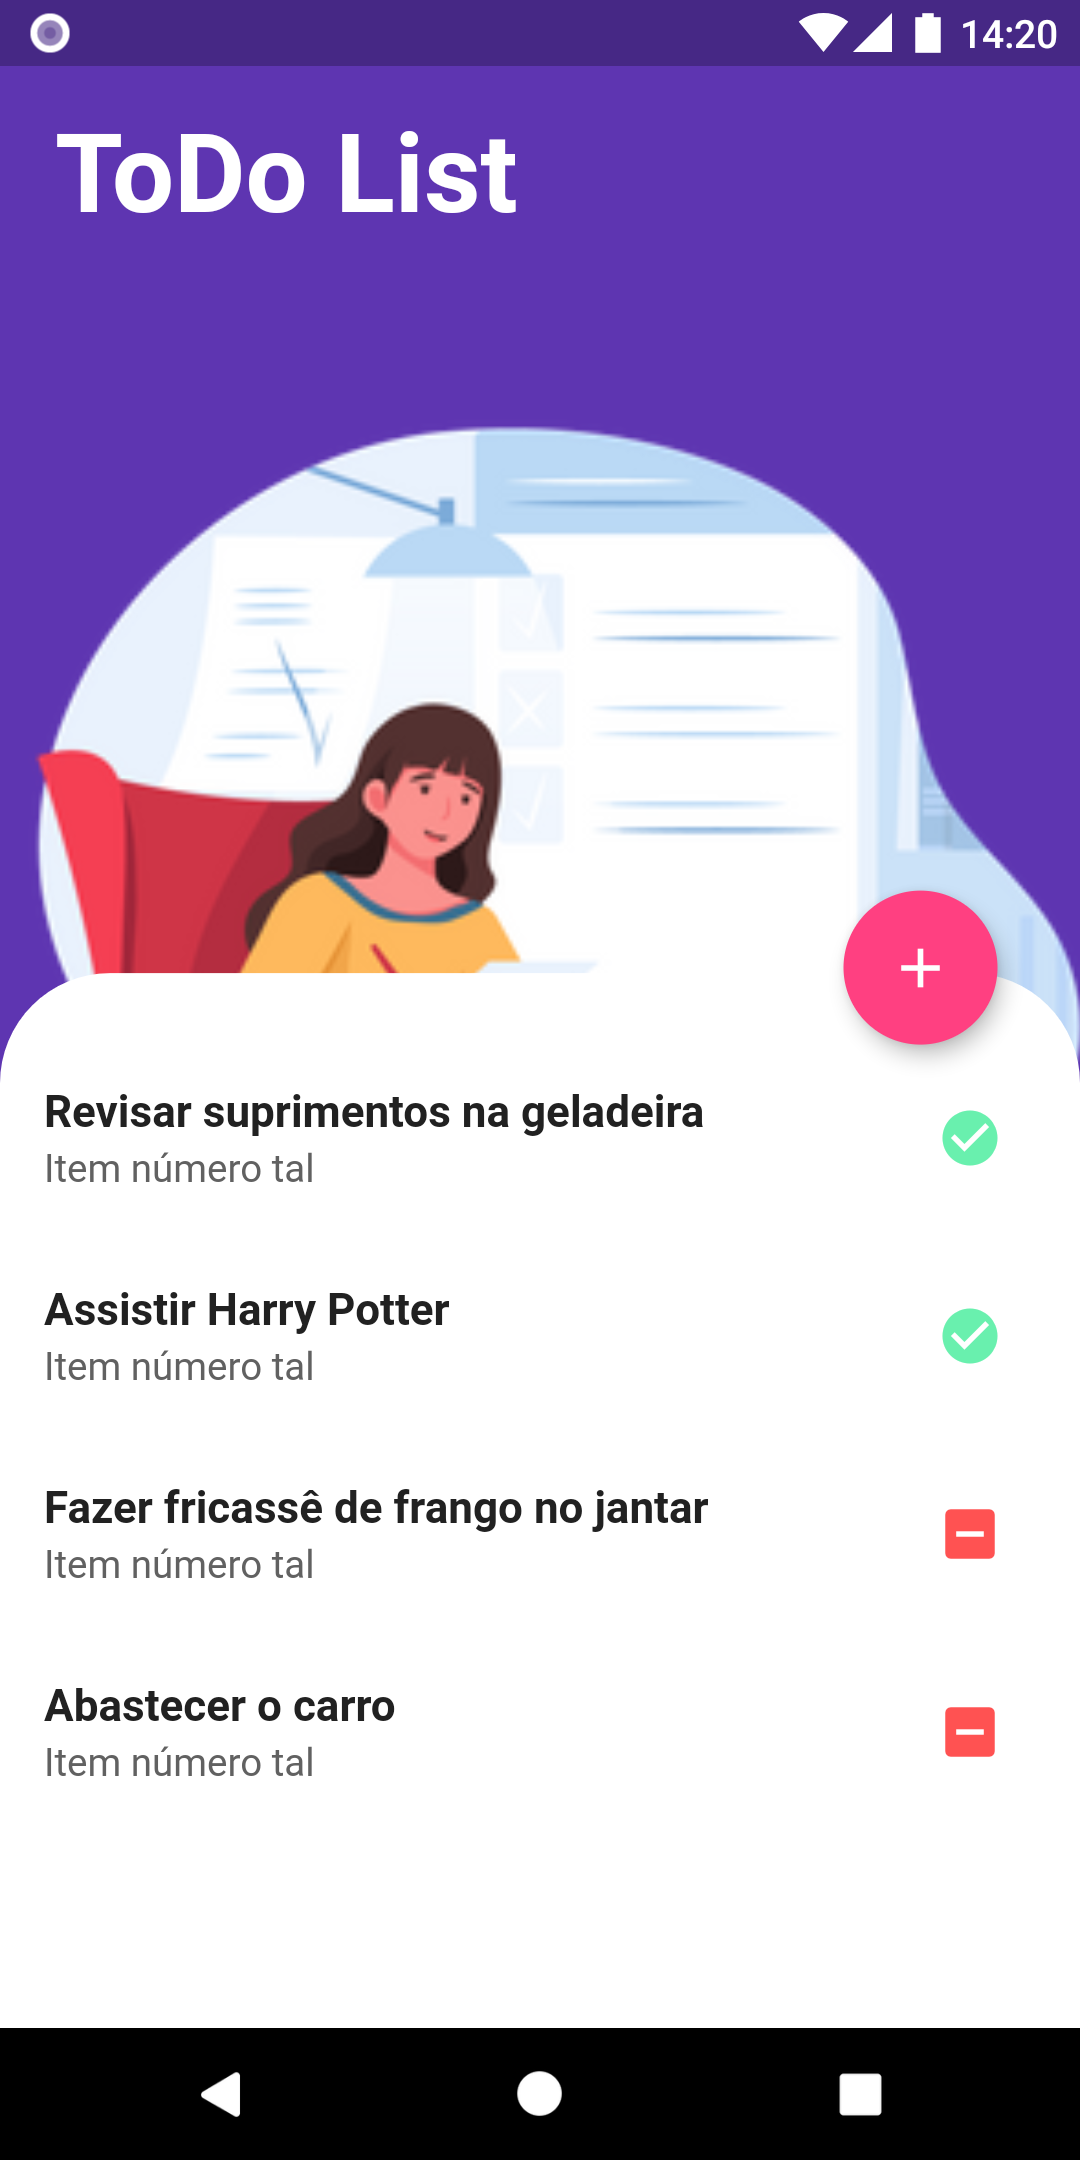 14:20
ToDo List
Revisar suprimentos na geladeira
Item número tal
Assistir Harry Potter
Item número tal
Fazer fricassê de frango no jantar
Item número tal
Abastecer o carro
Item número tal